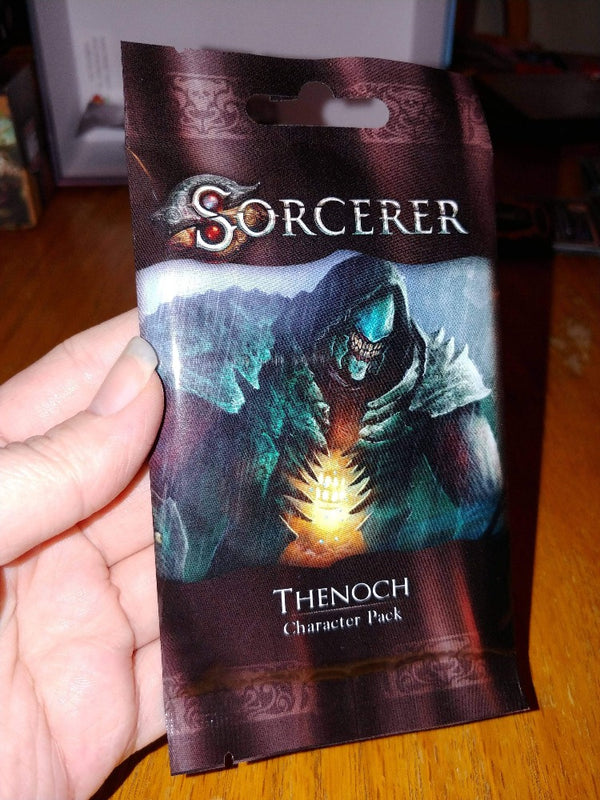 SORCERER
THENOCH
Character Pack